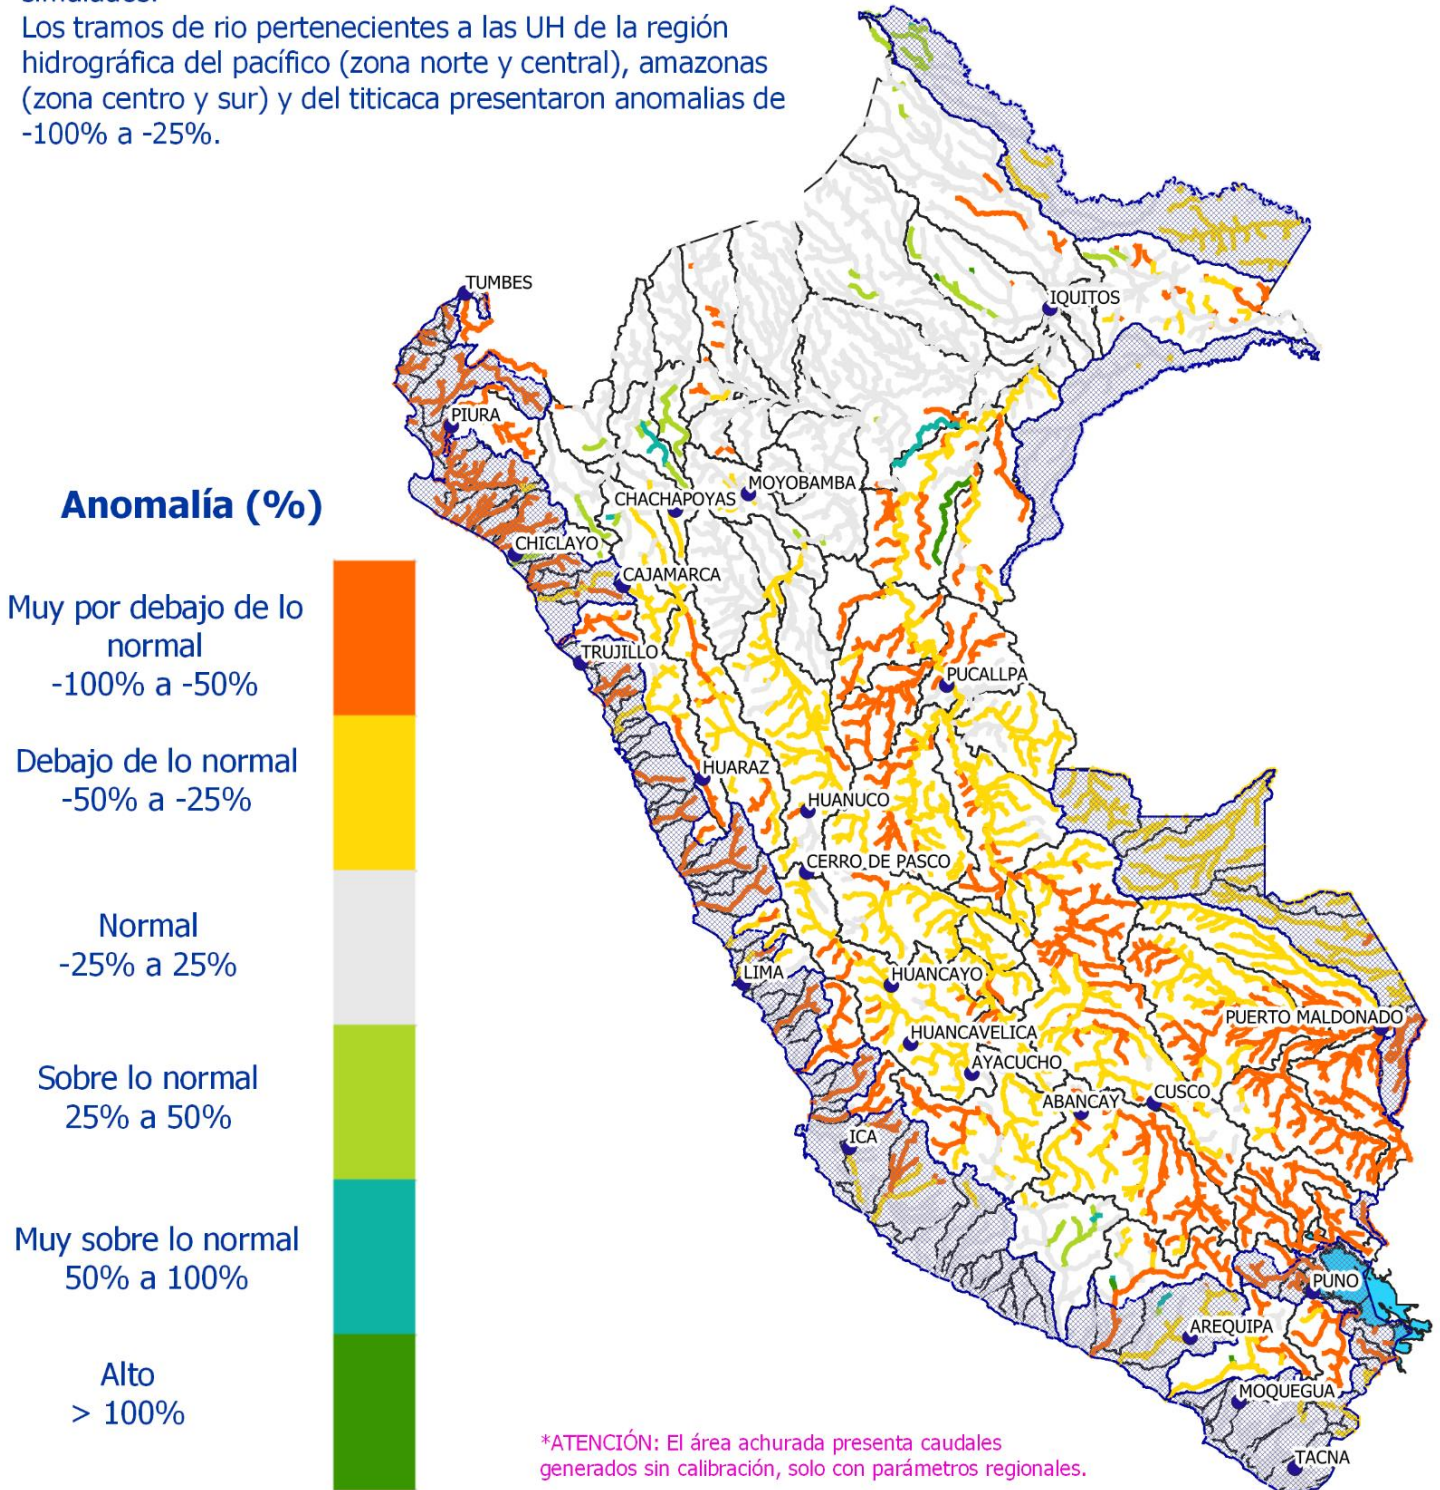 simuladas.
Los tramos de rio pertenecientes a las UH de la región
hidrográfica del pacífico (zona norte y central), amazonas
(zona centro y sur) y del titicaca presentaron anomalias de
-100% a -25%.
TUMBES
IQUITOS
PIURA
MOYOBAMBA
CHACHAPOYAS
CHICLAYO
CAJAMARCA
TRUJILLO
PUCALLPA
HUARAZ
HUANUCO
CERRO DE PASCO
LIMA
HUANCAYO
PUERTO MALDONADO
HUANCAVELICA
AYACUCHO
ABANCAY
CUSCO
ICA
PUNO
AREQUIPA
MOQUEGUA
TACNA
Anomalía (%)
Muy por debajo de lo
normal
-100% a -50%
Debajo de lo normal
-50% a -25%
Normal
-25% a 25%
Sobre lo normal
25% a 50%
Muy sobre lo normal
50% a 100%
Alto
> 100%
*ATENCIÓN: El área achurada presenta caudales
generados sin calibración, solo con parámetros regionales.